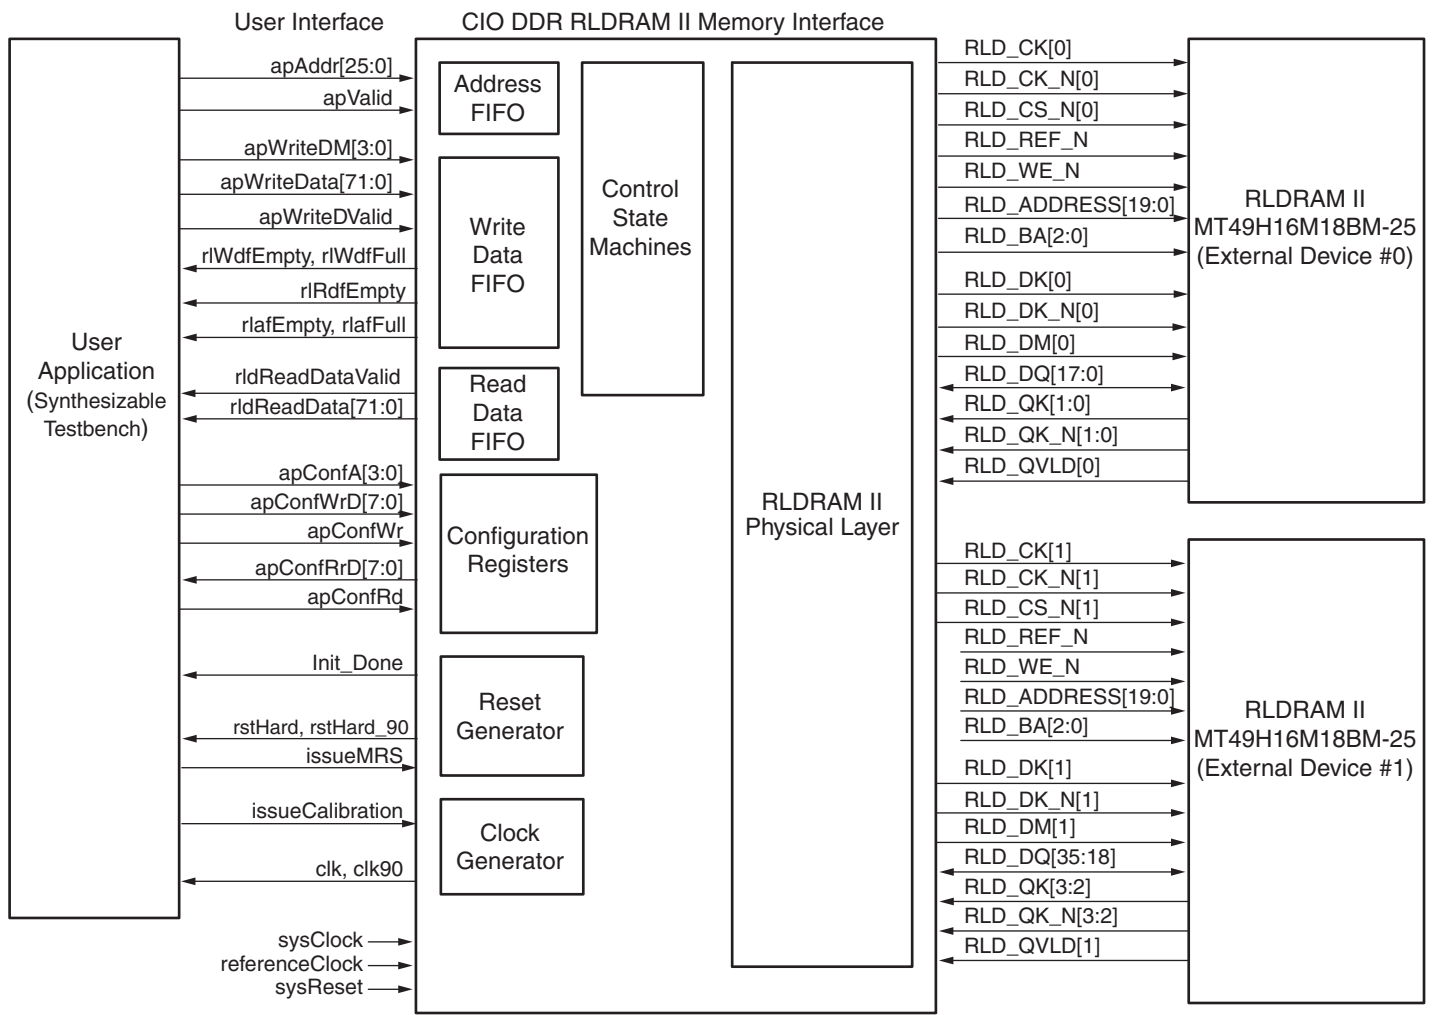 User Interface
CIO DDR RLDRAM II Memory Interface
apAddr[25:0]
apValid
apWriteDM[3:0]
apWriteData[71:0]
apWriteDValid
rlWdfEmpty, rlWdfFull
rlRdfEmpty
rlafEmpty, rlafFull
rldReadDataValid
rldReadData[71:0]
apConfA[3:0]
apConfWrD[7:0]
apConfWr
apConfRrD[7:0]
apConfRd
Init_Done
rstHard, rstHard_90
issueMRS
issueCalibration
clk, clk90
sysClock
referenceClock
sysReset
User
Application
(Synthesizable
Testbench)
Address
FIFO
Write
Data
FIFO
Read
Data
FIFO
Control
State
Machines
Configuration
Registers
Reset
Generator
Clock
Generator
RLDRAM II
Physical Layer
RLD_CK[0]
RLD_CK_N[0]
RLD_CS_N[0]
RLD_REF_N
RLD_WE_N
RLD_ADDRESS[19:0]
RLD_BA[2:0]
RLD_DK[0]
RLD_DK_N[0]
RLD_DM[0]
RLD_DQ[17:0]
RLD_QK[1:0]
RLD_QK_N[1:0]
RLD_QVLD[0]
RLDRAM II
MT49H16M18BM-25
(External Device #0)
RLD_CK[1]
RLD_CK_N[1]
RLD_CS_N[1]
RLD_REF_N
RLD_WE_N
RLD_ADDRESS[19:0]
RLD_BA[2:0]
RLD_DK[1]
RLD_DK_N[1]
RLD_DM[1]
RLD_DQ[35:18]
RLD_QK[3:2]
RLD_QK_N[3:2]
RLD_QVLD[1]
RLDRAM II
MT49H16M18BM-25
(External Device #1)